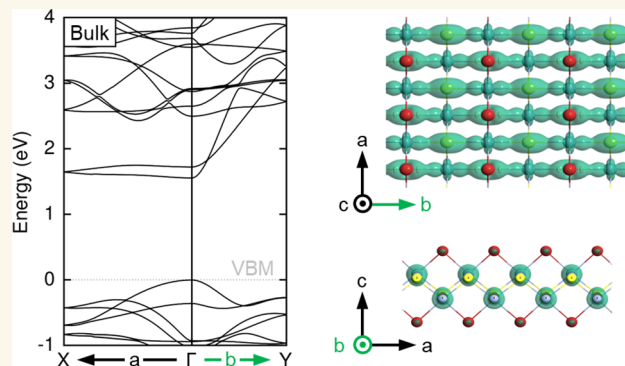 4
Bulk
3
2
1
0
-1
Energy (eV)
VBM
X a Γ b Y
a
c b
c
b a